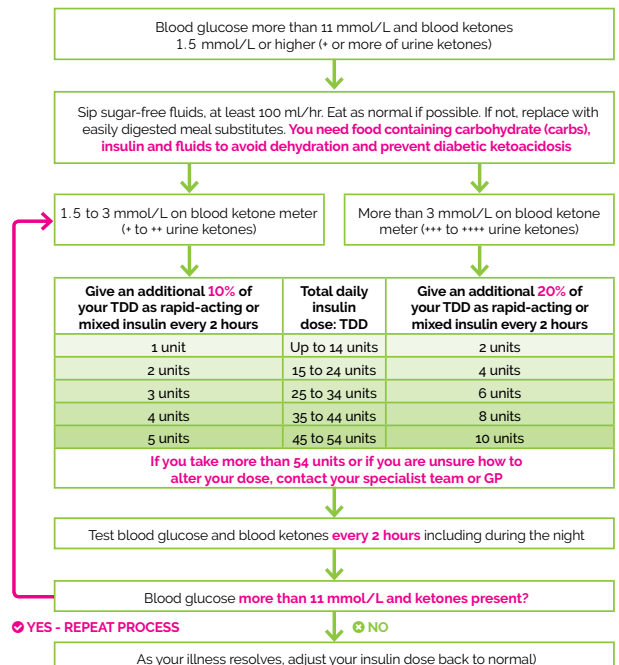 Blood glucose more than 11 mmol/L and blood ketones
1.5 mmol/L or higher (+ or more of urine ketones)
Sip sugar-free fluids, at least 100 ml/hr. Eat as normal if possible. If not, replace with
easily digested meal substitutes. You need food containing carbohydrate (carbs),
insulin and fluids to avoid dehydration and prevent diabetic ketoacidosis
1.5 to 3 mmol/L on blood ketone meter
(+ to ++ urine ketones)
More than 3 mmol/L on blood ketone
meter (+++ to ++++ urine ketones)
Give an additional 10% of
your TDD as rapid-acting or
mixed insulin every 2 hours
Total daily
insulin
dose: TDD
Give an additional 20% of
your TDD as rapid-acting or
mixed insulin every 2 hours
1 unit Up to 14 units 2 units
2 units 15 to 24 units 4 units
3 units 25 to 34 units 6 units
4 units 35 to 44 units 8 units
5 units 45 to 54 units 10 units
If you take more than 54 units or if you are unsure how to
alter your dose, contact your specialist team or GP
Test blood glucose and blood ketones every 2 hours including during the night
Blood glucose more than 11 mmol/L and ketones present?
YES - REPEAT PROCESS
NO
As your illness resolves, adjust your insulin dose back to normal)